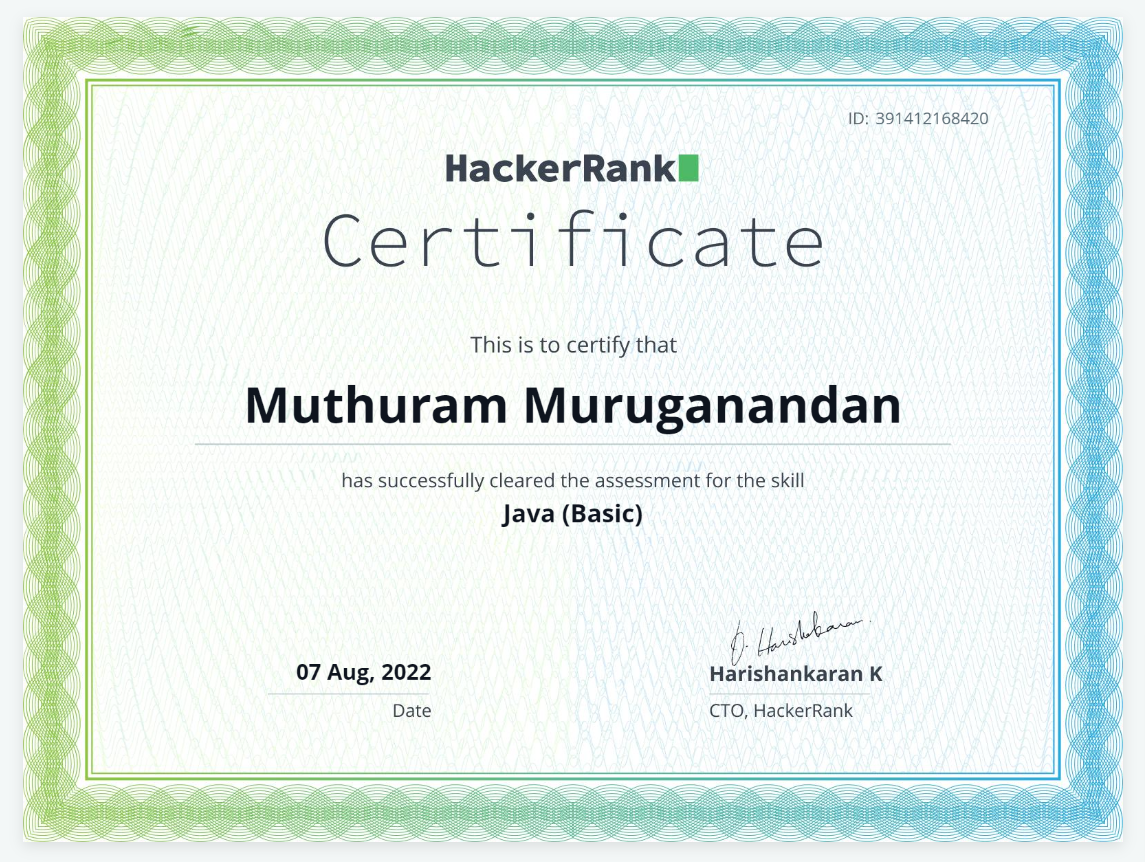 ID: 391412168420
HackerRank
Certificate
This is to certify that
Muthuram Muruganandan
has successfully cleared the assessment for the skill
Java (Basic)
07 Aug, 2022
Date
Harishankaran K
CTO, HackerRank